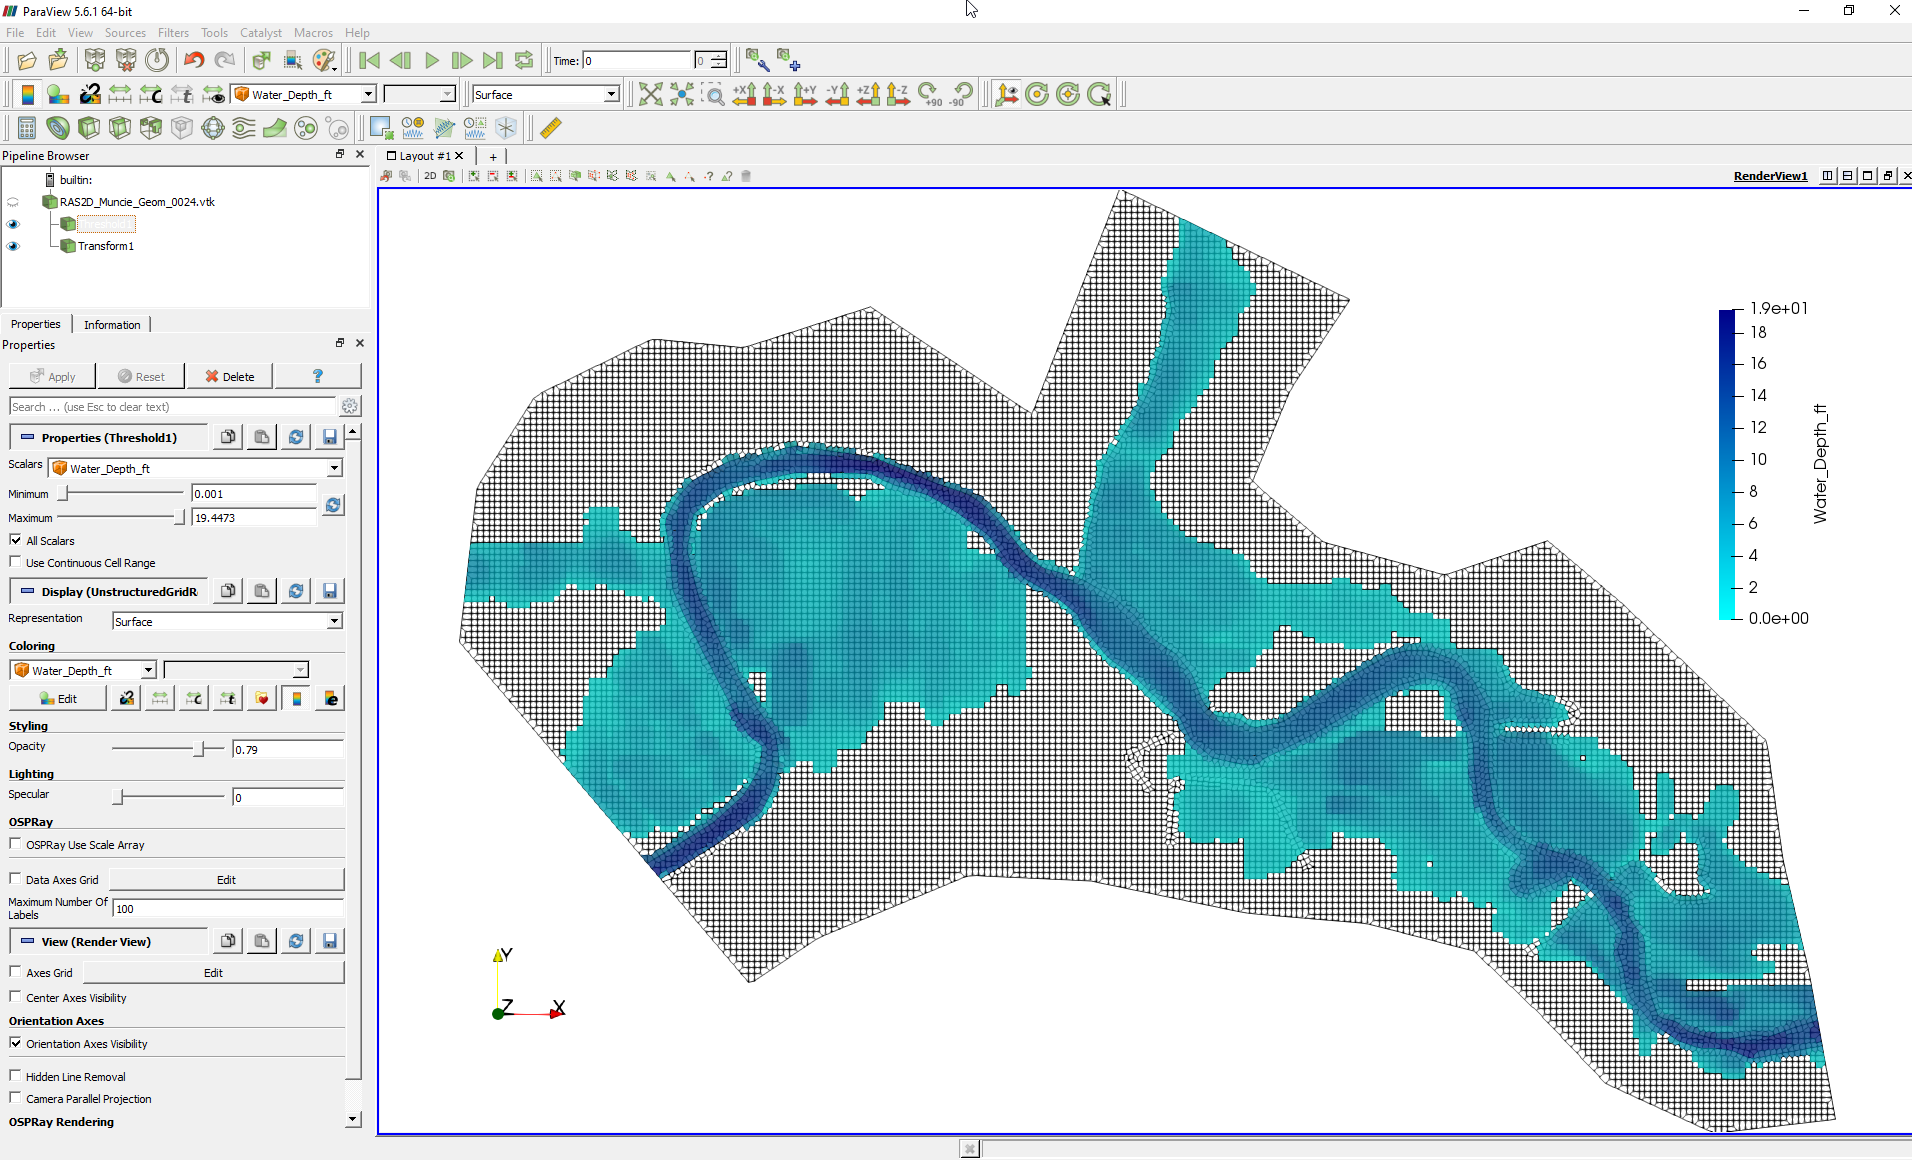 ParaView 5.6.1 64-bit
File Edit View Sources Filters Tools Catalyst Macros Help
Time: 0 0
Water_Depth_ft Surface
+X -X +Y -Y +Z -Z +90 -90
Pipeline Browser
builtin:
RAS2D_Muncie_Geom_0024.vtk
Transform1
Layout #1 +
2D
RenderView1
Properties Information
Properties
Apply Reset Delete ?
Search ... (use Esc to clear text)
Properties (Threshold1)
Scalars Water_Depth_ft
Minimum 0.001
Maximum 19.4473
All Scalars
Use Continuous Cell Range
Display (UnstructuredGridR
Representation Surface
Coloring
Water_Depth_ft
Edit
Styling
Opacity 0.79
Lighting
Specular 0
OSPRay
OSPRay Use Scale Array
Data Axes Grid Edit
Maximum Number Of
Labels 100
View (Render View)
Axes Grid Edit
Center Axes Visibility
Orientation Axes
Orientation Axes Visibility
Hidden Line Removal
Camera Parallel Projection
OSPRay Rendering
1.9e+01
18
16
14
12
10
8
6
4
2
0.0e+00
Water_Depth_ft
Y
Z X